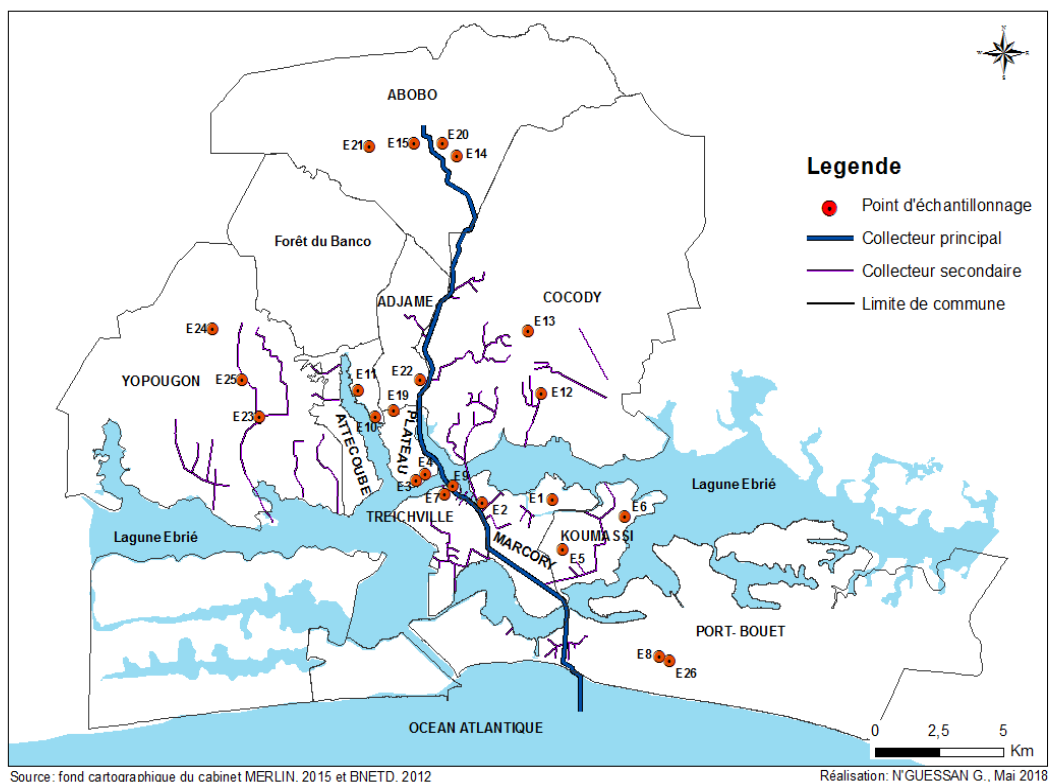 ABOBO
E21
E15
E20
E14
Legende
Point d'échantillonnage
Collecteur principal
Collecteur secondaire
Limite de commune
Forêt du Banco
ADJAME
COCODY
E24
E13
YOPOUGON
E25
E11
E22
E12
E23
E10
E19
ATTECOUBE
PLATEAU
E4
E3
E9
E7
E2
E1
E6
Lagune Ebrié
TREICHVILLE
MARCORY
KOUMASSI
E5
Lagune Ebrié
PORT- BOUET
E8
E26
OCEAN ATLANTIQUE
0 2,5 5
Km
Source: fond cartographique du cabinet MERLIN, 2015 et BNETD, 2012
Réalisation: N'GUESSAN G., Mai 2018